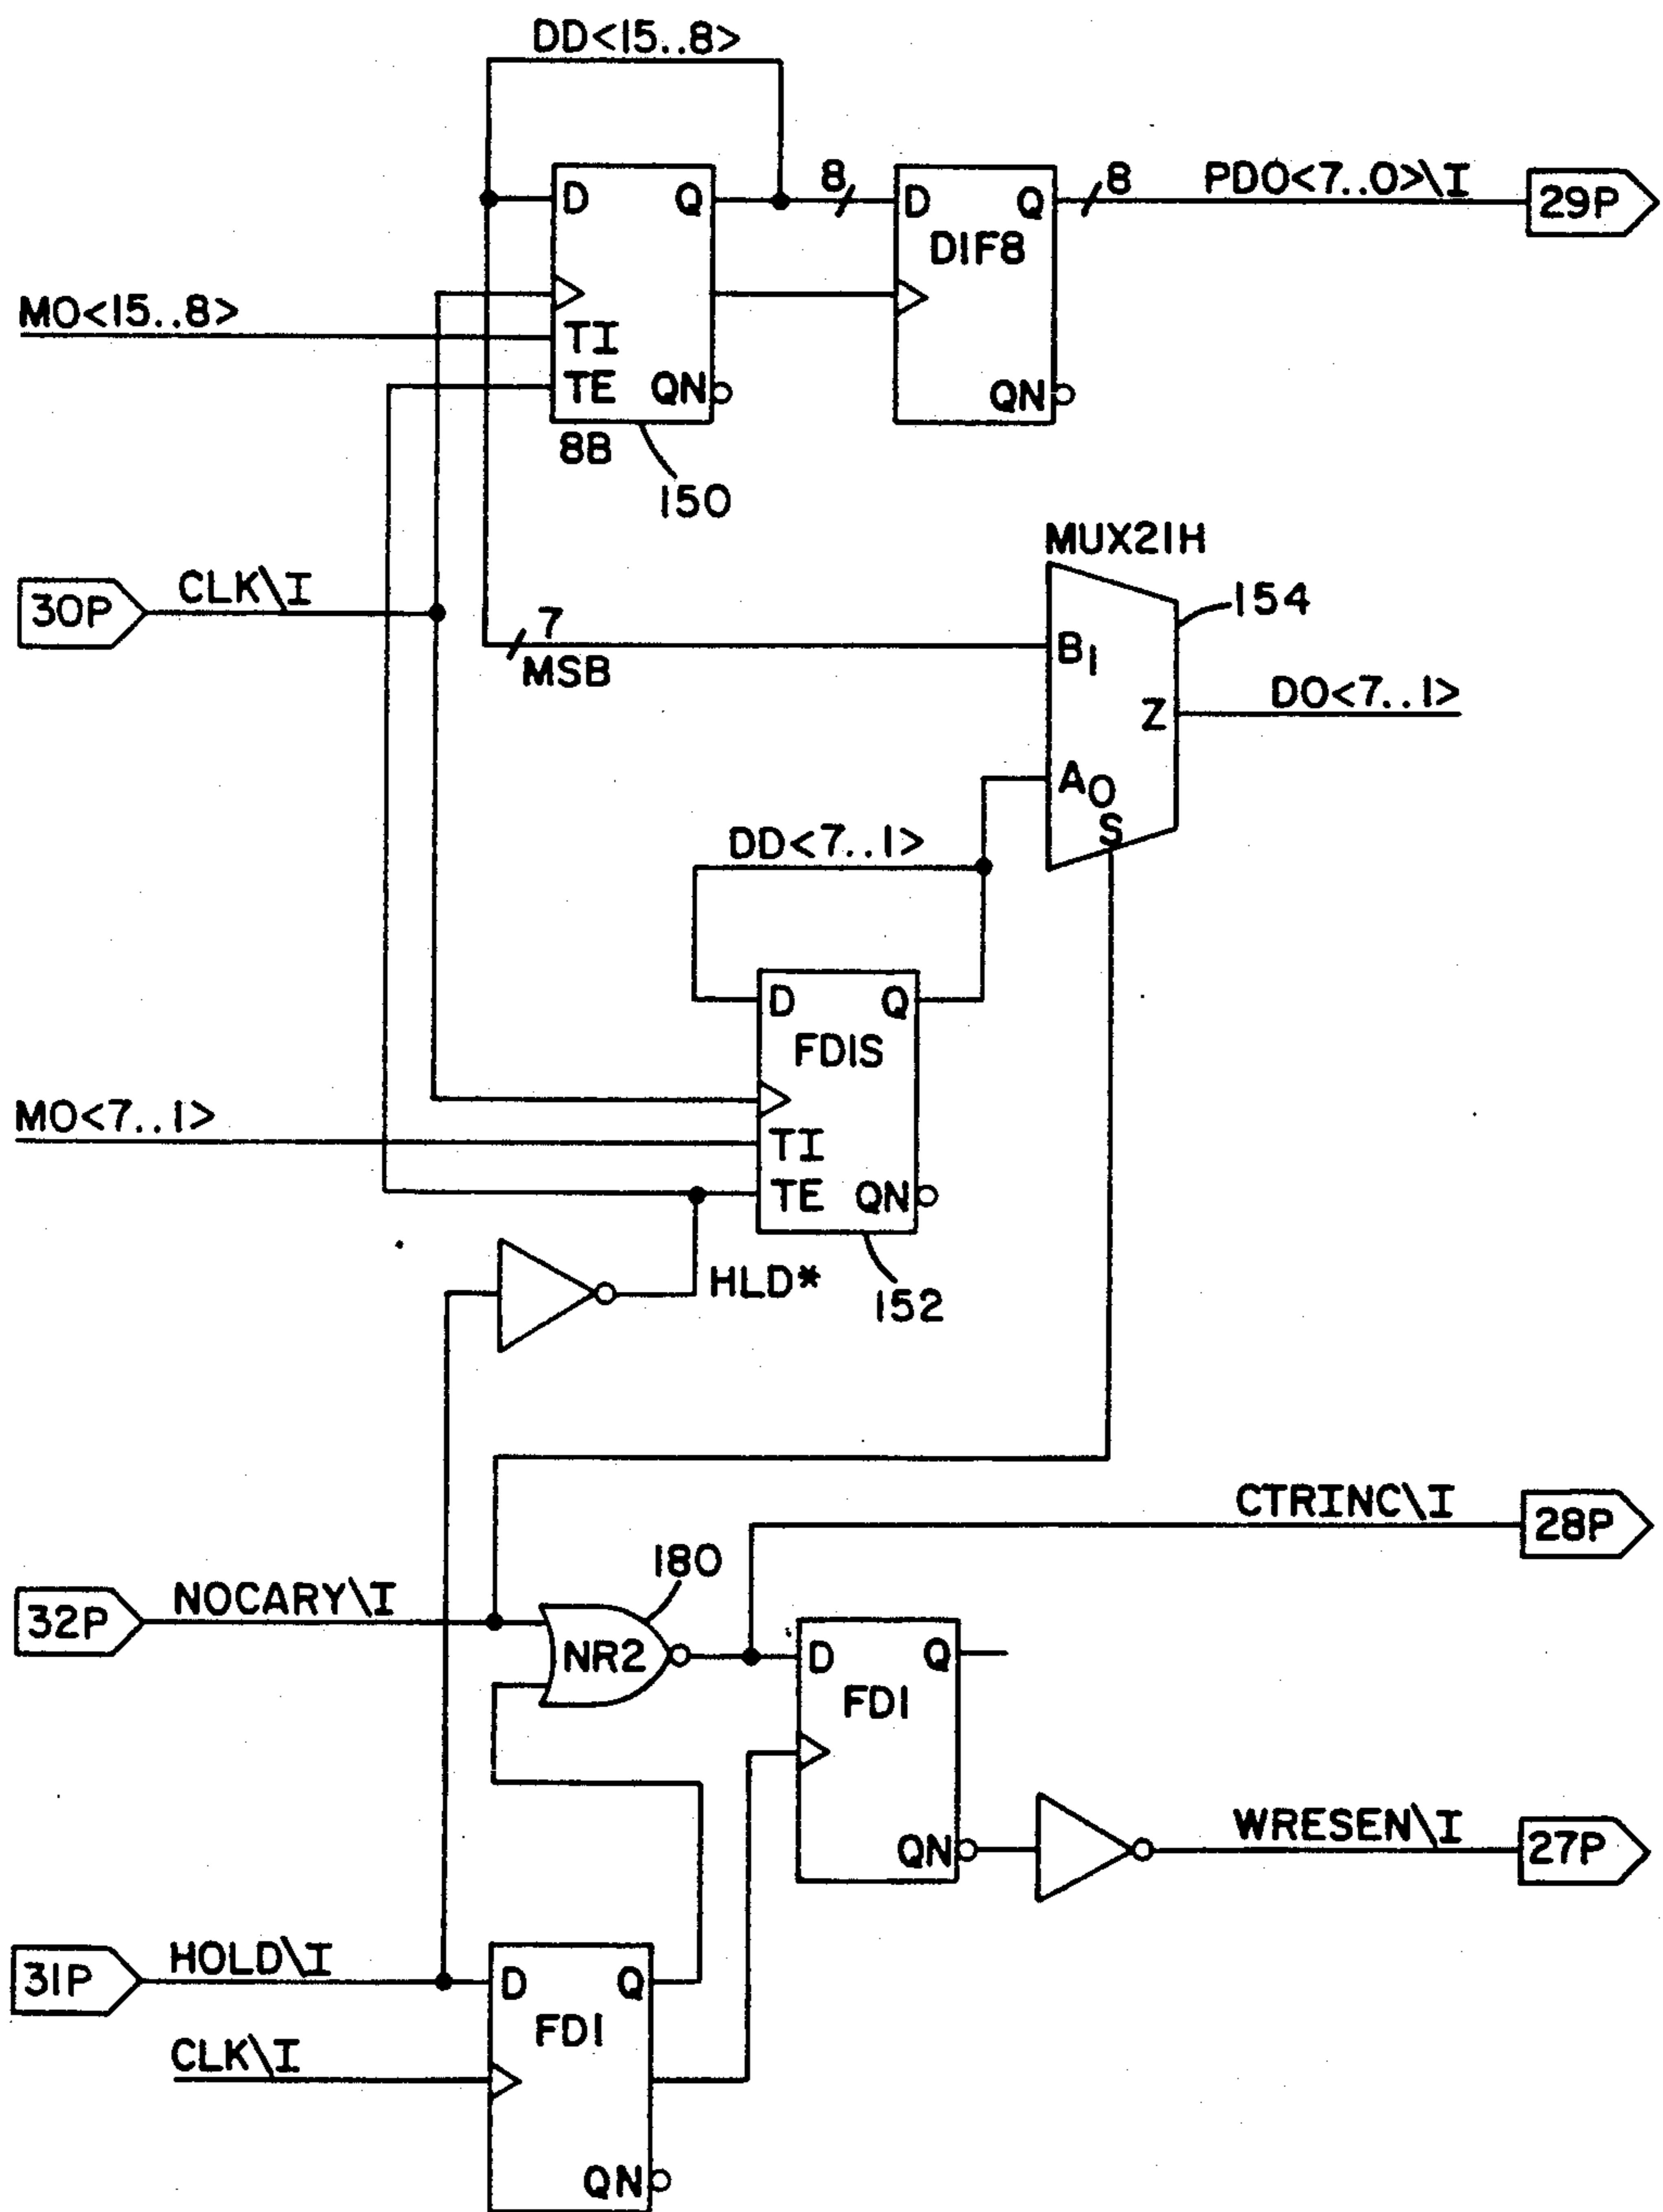 DD<15..8>
D Q
8
D Q
DIF8
8
PDO<7..0>\I
29P
MO<15..8>
TI
TE QN
QN
8B
150
MUX21H
30P
CLK\I
154
7
MSB
B1
DO<7..1>
Z
A0
S
DD<7..1>
D Q
FDIS
MO<7..1>
TI
TE QN
HLD*
152
CTRINC\I
28P
180
32P
NOCARY\I
NR2
D Q
FD1
QN
WRESEN\I
27P
31P
HOLD\I
D Q
FD1
CLK\I
QN